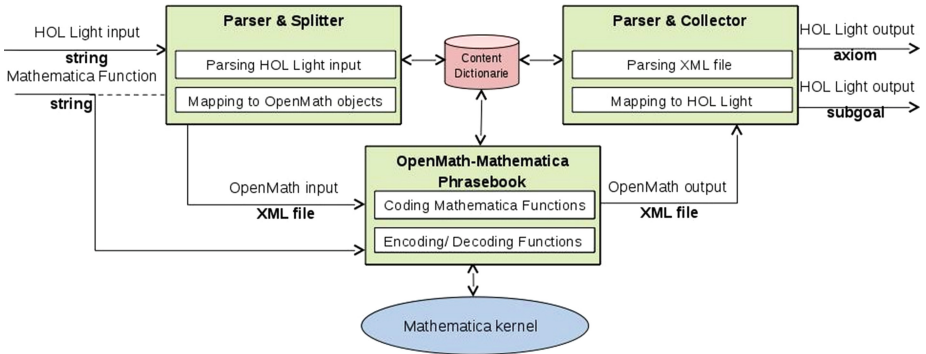 HOL Light input
string
Mathematica Function
string
Parser & Splitter
Parsing HOL Light input
Mapping to OpenMath objects
Content
Dictionarie
Parser & Collector
Parsing XML file
Mapping to HOL Light
HOL Light output
axiom
HOL Light output
subgoal
OpenMath input
XML file
OpenMath-Mathematica
Phrasebook
Coding Mathematica Functions
Encoding/ Decoding Functions
OpenMath output
XML file
Mathematica kernel